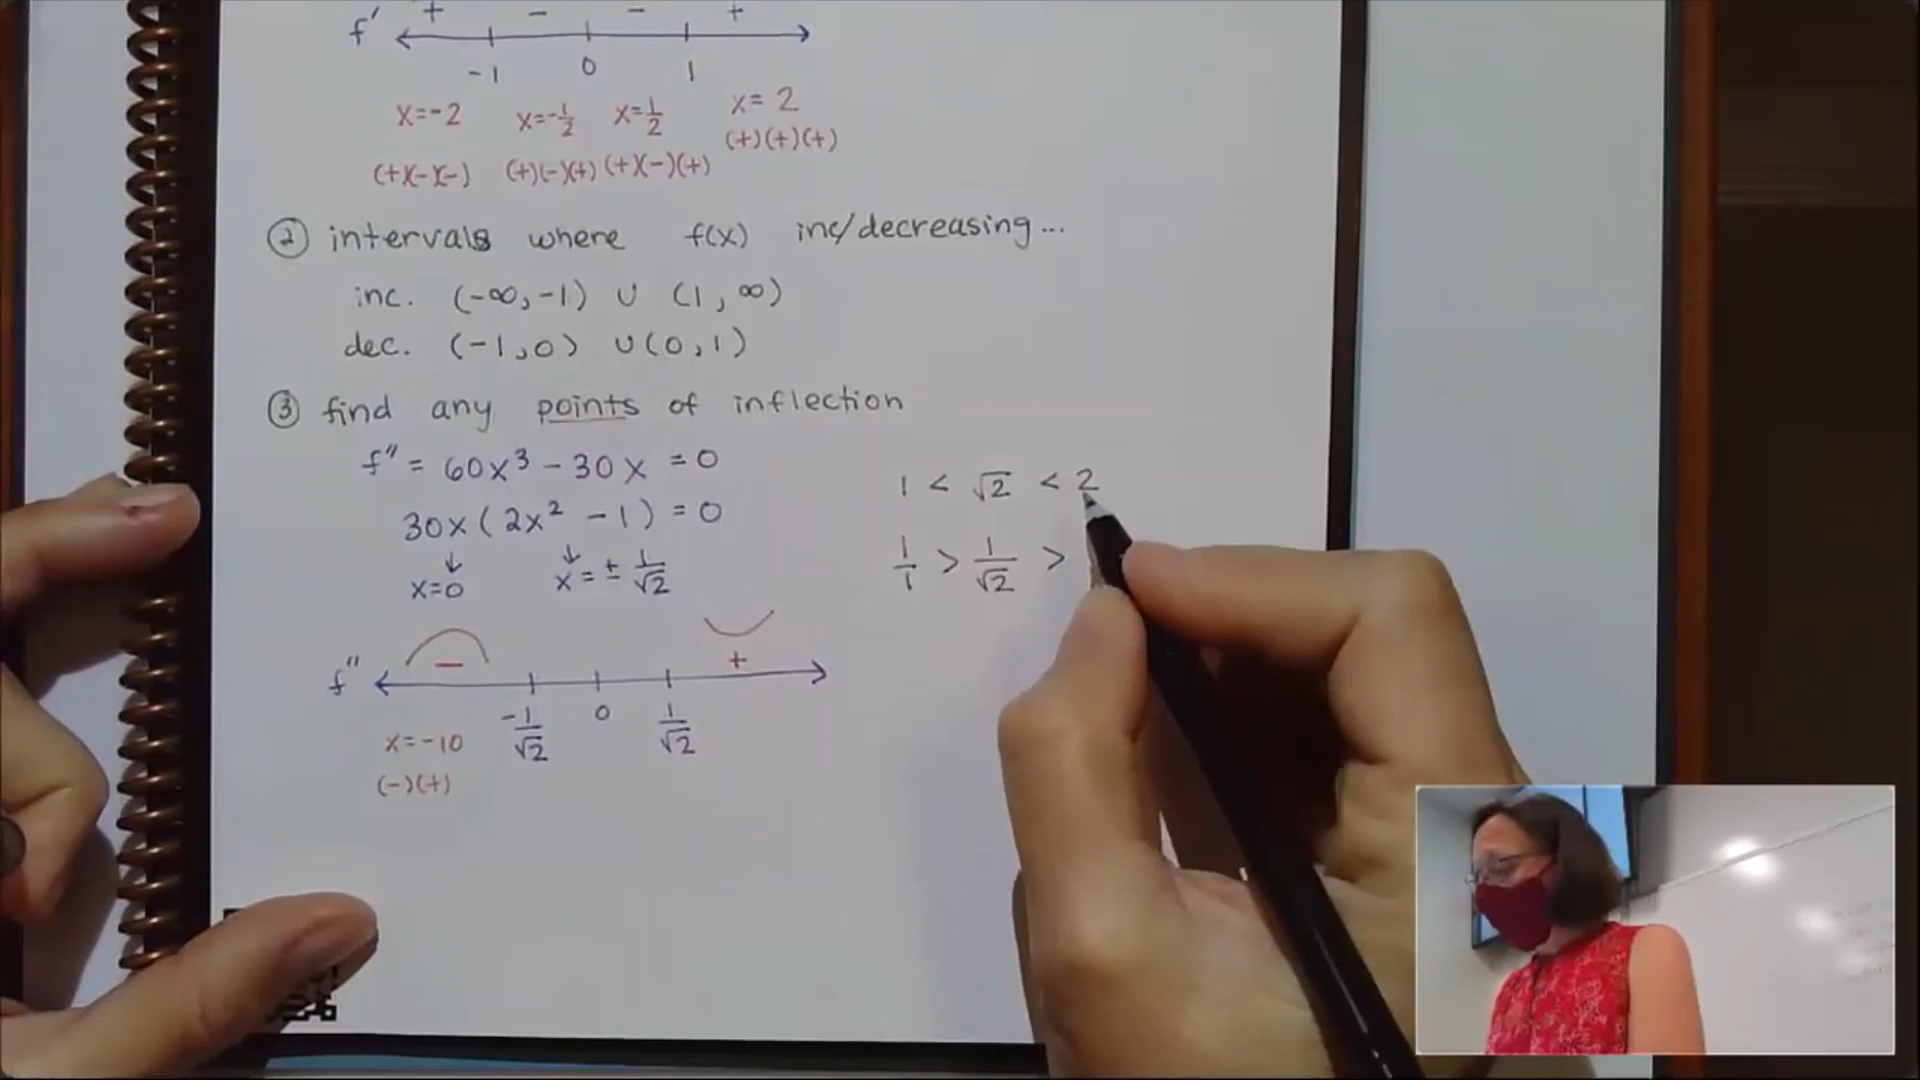 + − − +
f'
-1 0 1
x=-2 x=-1/2 x=1/2 x=2
(+)(-)(-) (+)(-)(+) (+)(-)(+) (+)(+)(+)
② intervals where f(x) inc/decreasing...
inc. (-∞,-1) ∪ (1,∞)
dec. (-1,0) ∪(0,1)
③ find any points of inflection
f" = 60x³ - 30x = 0
30x(2x² - 1) = 0
x=0 x=± 1/√2
f" − +
-1/√2 0 1/√2
x=-10
(-)(+)
1 < √2 < 2
1/1 > 1/√2 >